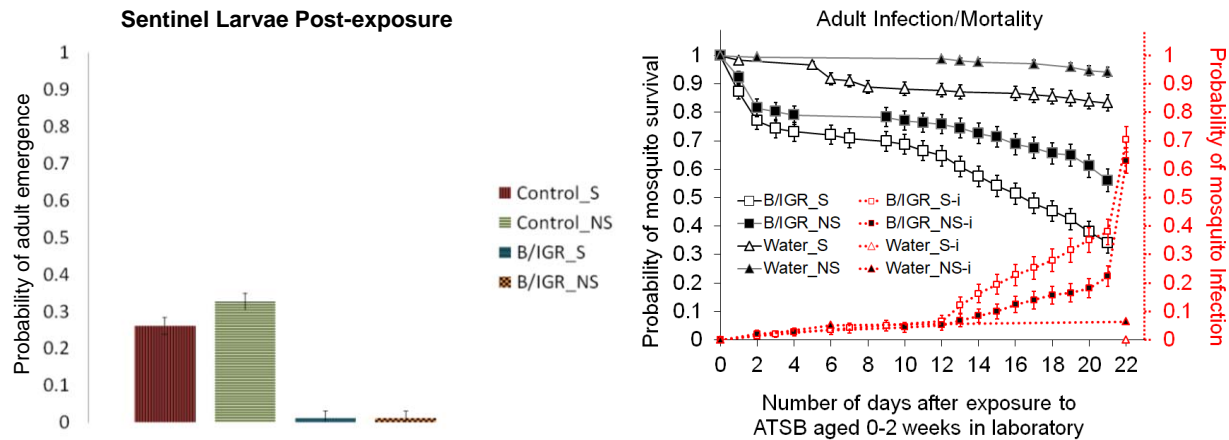 Sentinel Larvae Post-exposure
Probability of adult emergence
1
0.9
0.8
0.7
0.6
0.5
0.4
0.3
0.2
0.1
0
Control_S
Control_NS
B/IGR_S
B/IGR_NS
Adult Infection/Mortality
Probability of mosquito survival
1
0.9
0.8
0.7
0.6
0.5
0.4
0.3
0.2
0.1
0
B/IGR_S
B/IGR_NS
Water_S
Water_NS
B/IGR_S-i
B/IGR_NS-i
Water_S-i
Water_NS-i
1
0.9
0.8
0.7
0.6
0.5
0.4
0.3
0.2
0.1
0
Probability of mosquito Infection
0 2 4 6 8 10 12 14 16 18 20 22
Number of days after exposure to
ATSB aged 0-2 weeks in laboratory